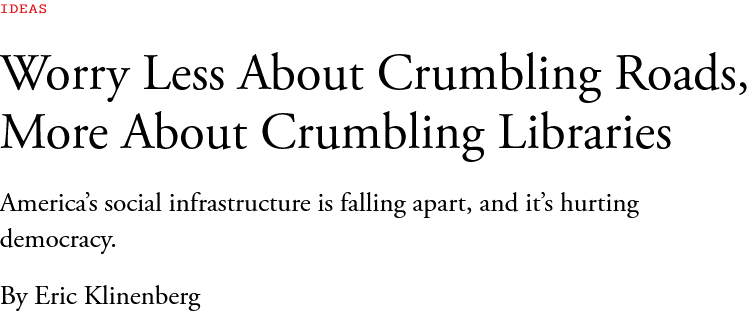 IDEAS
Worry Less About Crumbling Roads,
More About Crumbling Libraries
America’s social infrastructure is falling apart, and it’s hurting
democracy.
By Eric Klinenberg